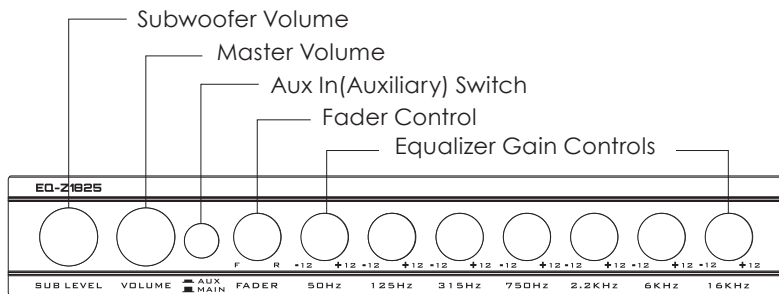 Subwoofer Volume
Master Volume
Aux In(Auxiliary) Switch
Fader Control
Equalizer Gain Controls
EQ-Z1825
F R -12 +12 -12 +12 -12 +12 -12 +12 -12 +12 -12 +12 -12 +12
SUB LEVEL VOLUME AUX MAIN FADER 50Hz 125Hz 315Hz 750Hz 2.2KHz 6KHz 16KHz